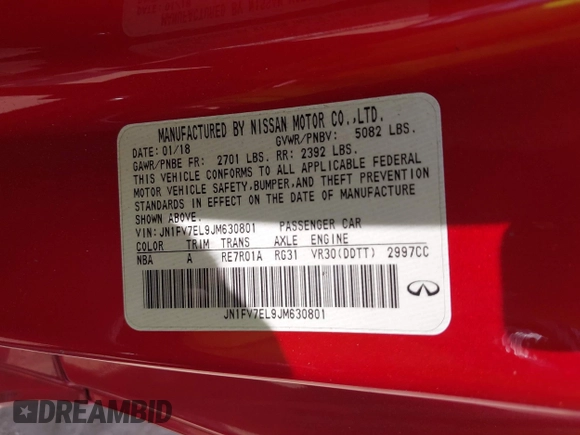 MANUFACTURED BY NISSAN MOTOR CO.,LTD.
DATE: 01/18 GVWR/PNBV: 5082 LBS.
GAWR/PNBE FR: 2701 LBS. RR: 2392 LBS.
THIS VEHICLE CONFORMS TO ALL APPLICABLE FEDERAL
MOTOR VEHICLE SAFETY,BUMPER,AND THEFT PREVENTION
STANDARDS IN EFFECT ON THE DATE OF MANUFACTURE
SHOWN ABOVE.
VIN: JN1FV7EL9JM630801 PASSENGER CAR
COLOR TRIM TRANS AXLE ENGINE
NBA A RE7R01A RG31 VR30(DDTT) 2997CC
JN1FV7EL9JM630801
DREAMBID